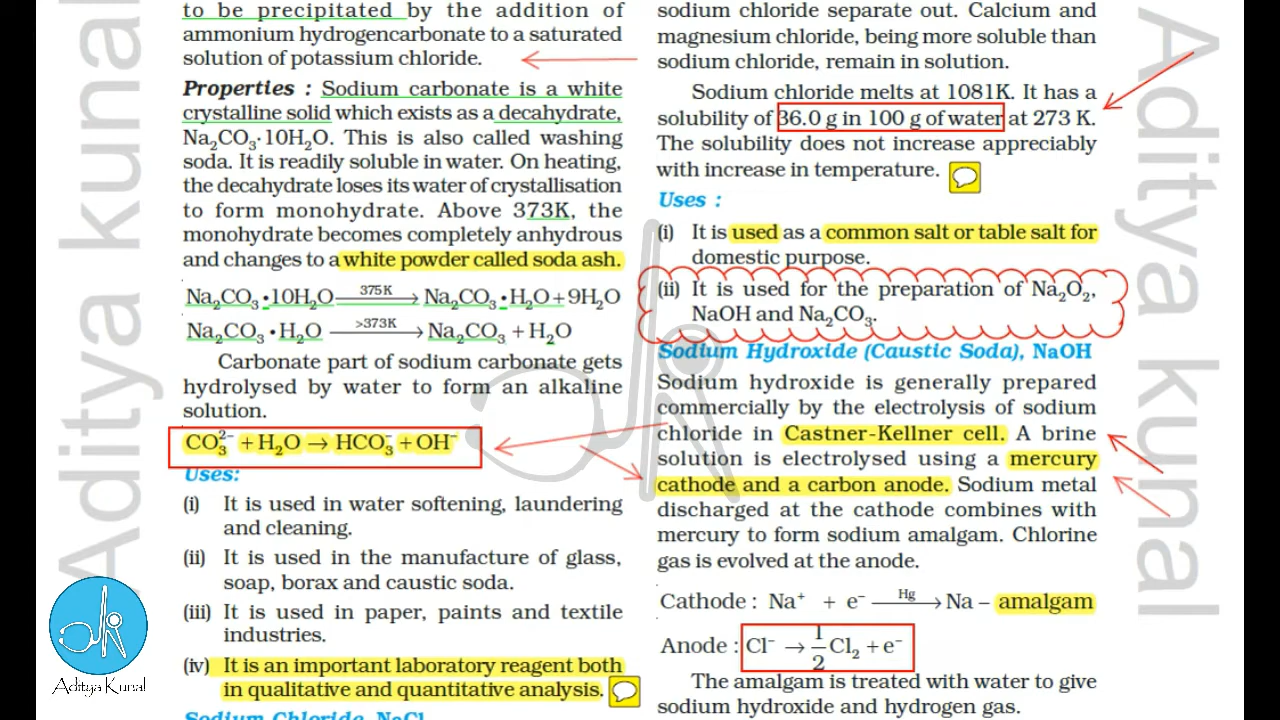 to be precipitated by the addition of
ammonium hydrogencarbonate to a saturated
solution of potassium chloride.
Properties : Sodium carbonate is a white
crystalline solid which exists as a decahydrate,
Na₂CO₃·10H₂O. This is also called washing
soda. It is readily soluble in water. On heating,
the decahydrate loses its water of crystallisation
to form monohydrate. Above 373K, the
monohydrate becomes completely anhydrous
and changes to a white powder called soda ash.
Na₂CO₃·10H₂O —375K→ Na₂CO₃·H₂O + 9H₂O
Na₂CO₃·H₂O —>373K→ Na₂CO₃ + H₂O
Carbonate part of sodium carbonate gets
hydrolysed by water to form an alkaline
solution.
CO₃²⁻ + H₂O → HCO₃⁻ + OH⁻
Uses:
(i) It is used in water softening, laundering
and cleaning.
(ii) It is used in the manufacture of glass,
soap, borax and caustic soda.
(iii) It is used in paper, paints and textile
industries.
(iv) It is an important laboratory reagent both
in qualitative and quantitative analysis.
Sodium Chloride, NaCl
sodium chloride separate out. Calcium and
magnesium chloride, being more soluble than
sodium chloride, remain in solution.
Sodium chloride melts at 1081K. It has a
solubility of 36.0 g in 100 g of water at 273 K.
The solubility does not increase appreciably
with increase in temperature.
Uses :
(i) It is used as a common salt or table salt for
domestic purpose.
(ii) It is used for the preparation of Na₂O₂,
NaOH and Na₂CO₃.
Sodium Hydroxide (Caustic Soda), NaOH
Sodium hydroxide is generally prepared
commercially by the electrolysis of sodium
chloride in Castner-Kellner cell. A brine
solution is electrolysed using a mercury
cathode and a carbon anode. Sodium metal
discharged at the cathode combines with
mercury to form sodium amalgam. Chlorine
gas is evolved at the anode.
Cathode : Na⁺ + e⁻ —Hg→ Na – amalgam
Anode : Cl⁻ → 1/2 Cl₂ + e⁻
The amalgam is treated with water to give
sodium hydroxide and hydrogen gas.
Aditya kunal
Aditya kunal
Aditya Kunal